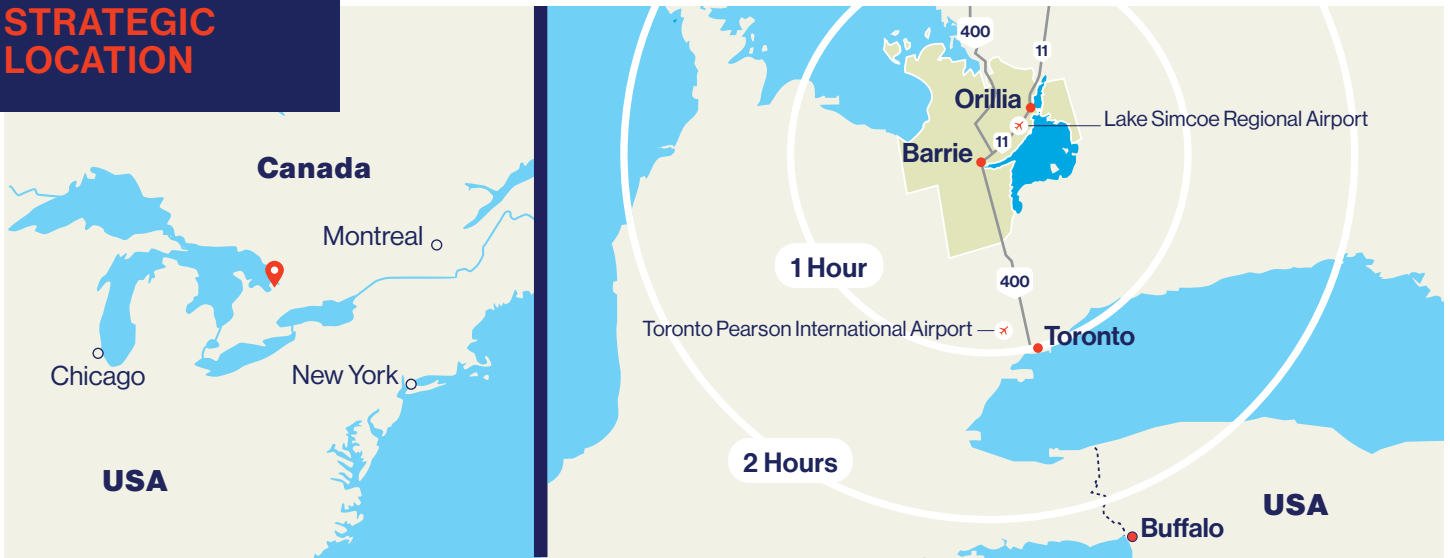 STRATEGIC
LOCATION
Canada
Montreal
Chicago
New York
USA
400
11
Orillia
Lake Simcoe Regional Airport
11
Barrie
1 Hour
400
Toronto Pearson International Airport
Toronto
2 Hours
USA
Buffalo